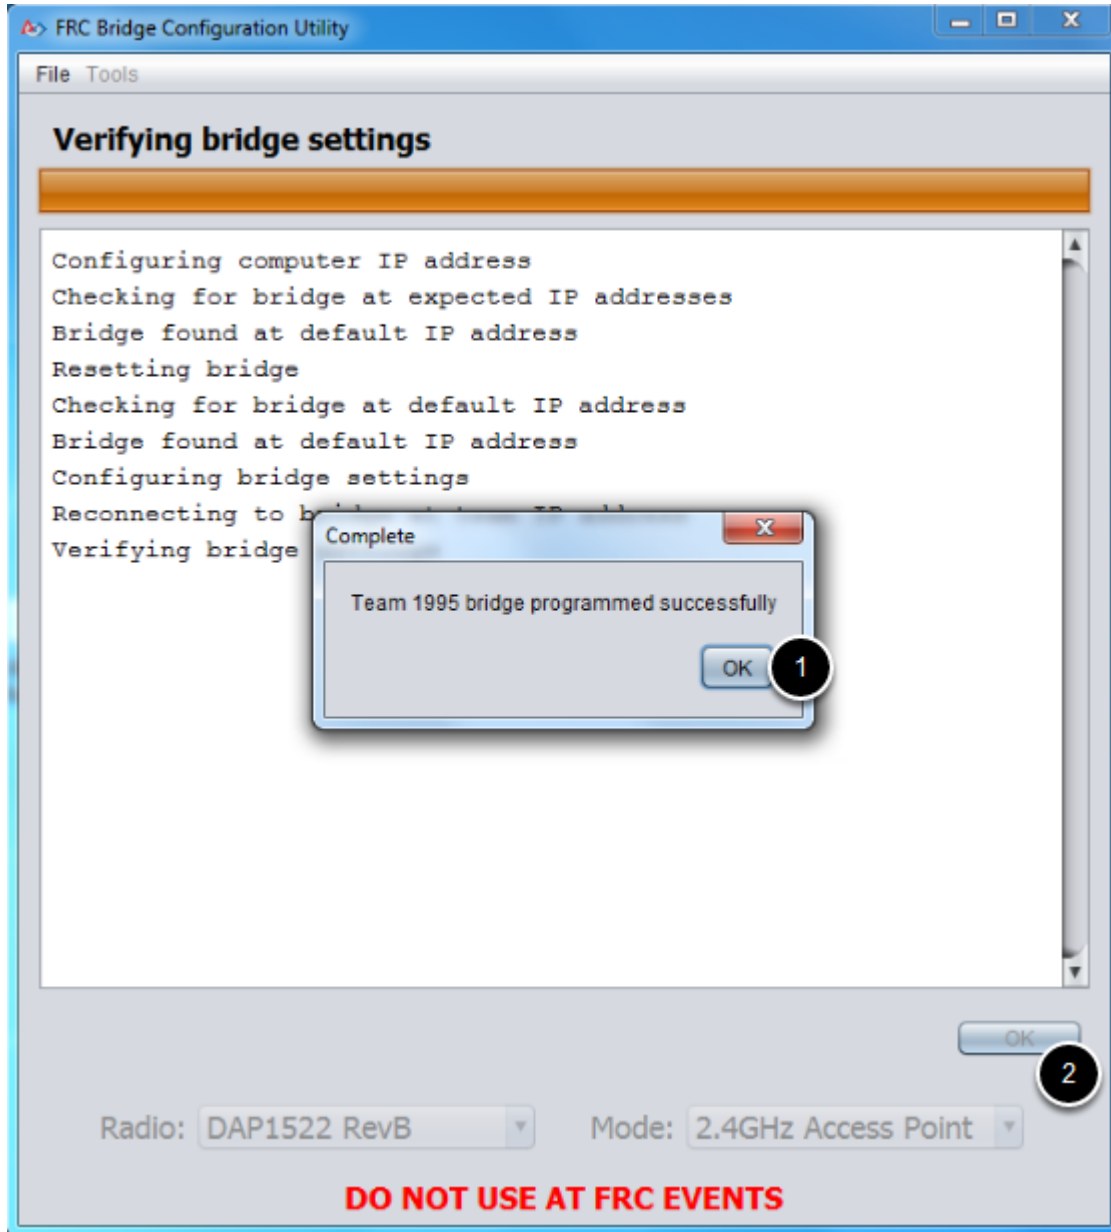 FRC Bridge Configuration Utility
File Tools
Verifying bridge settings
Configuring computer IP address
Checking for bridge at expected IP addresses
Bridge found at default IP address
Resetting bridge
Checking for bridge at default IP address
Bridge found at default IP address
Configuring bridge settings
Reconnecting to
Verifying bridge
Complete
Team 1995 bridge programmed successfully
OK
1
OK
2
Radio: DAP1522 RevB Mode: 2.4GHz Access Point
DO NOT USE AT FRC EVENTS